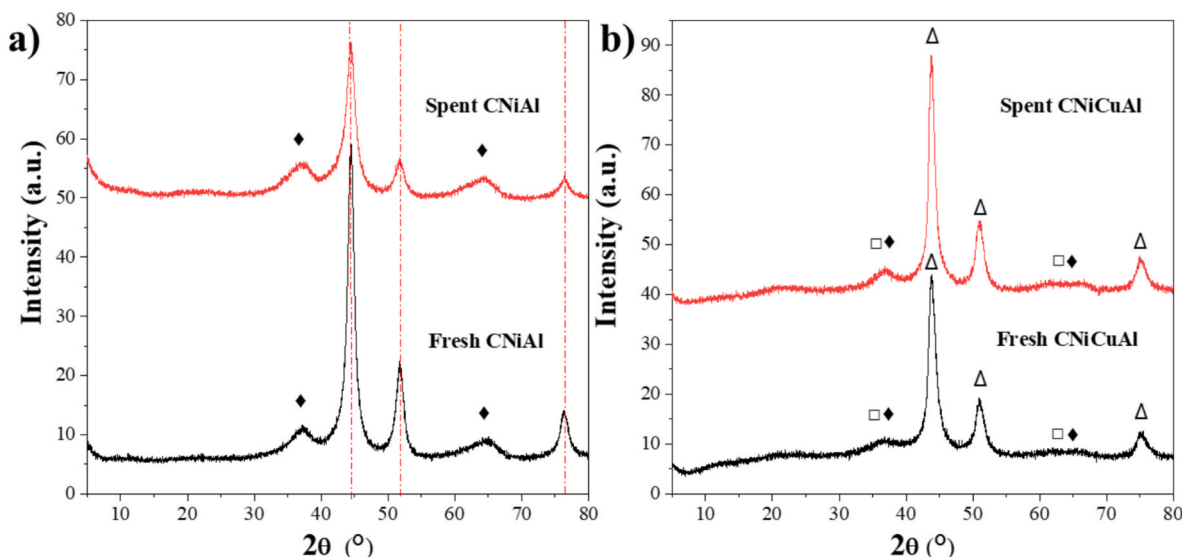 a)
80
70
60
50
40
30
20
10
0
Intensity (a.u.)
Spent CNiAl
♦
♦
Fresh CNiAl
♦
♦
10 20 30 40 50 60 70 80
2θ (°)
b)
90
80
70
60
50
40
30
20
10
0
Intensity (a.u.)
Δ
Spent CNiCuAl
Δ
□♦
□♦
Δ
Δ
Fresh CNiCuAl
Δ
□♦
□♦
Δ
10 20 30 40 50 60 70 80
2θ (°)